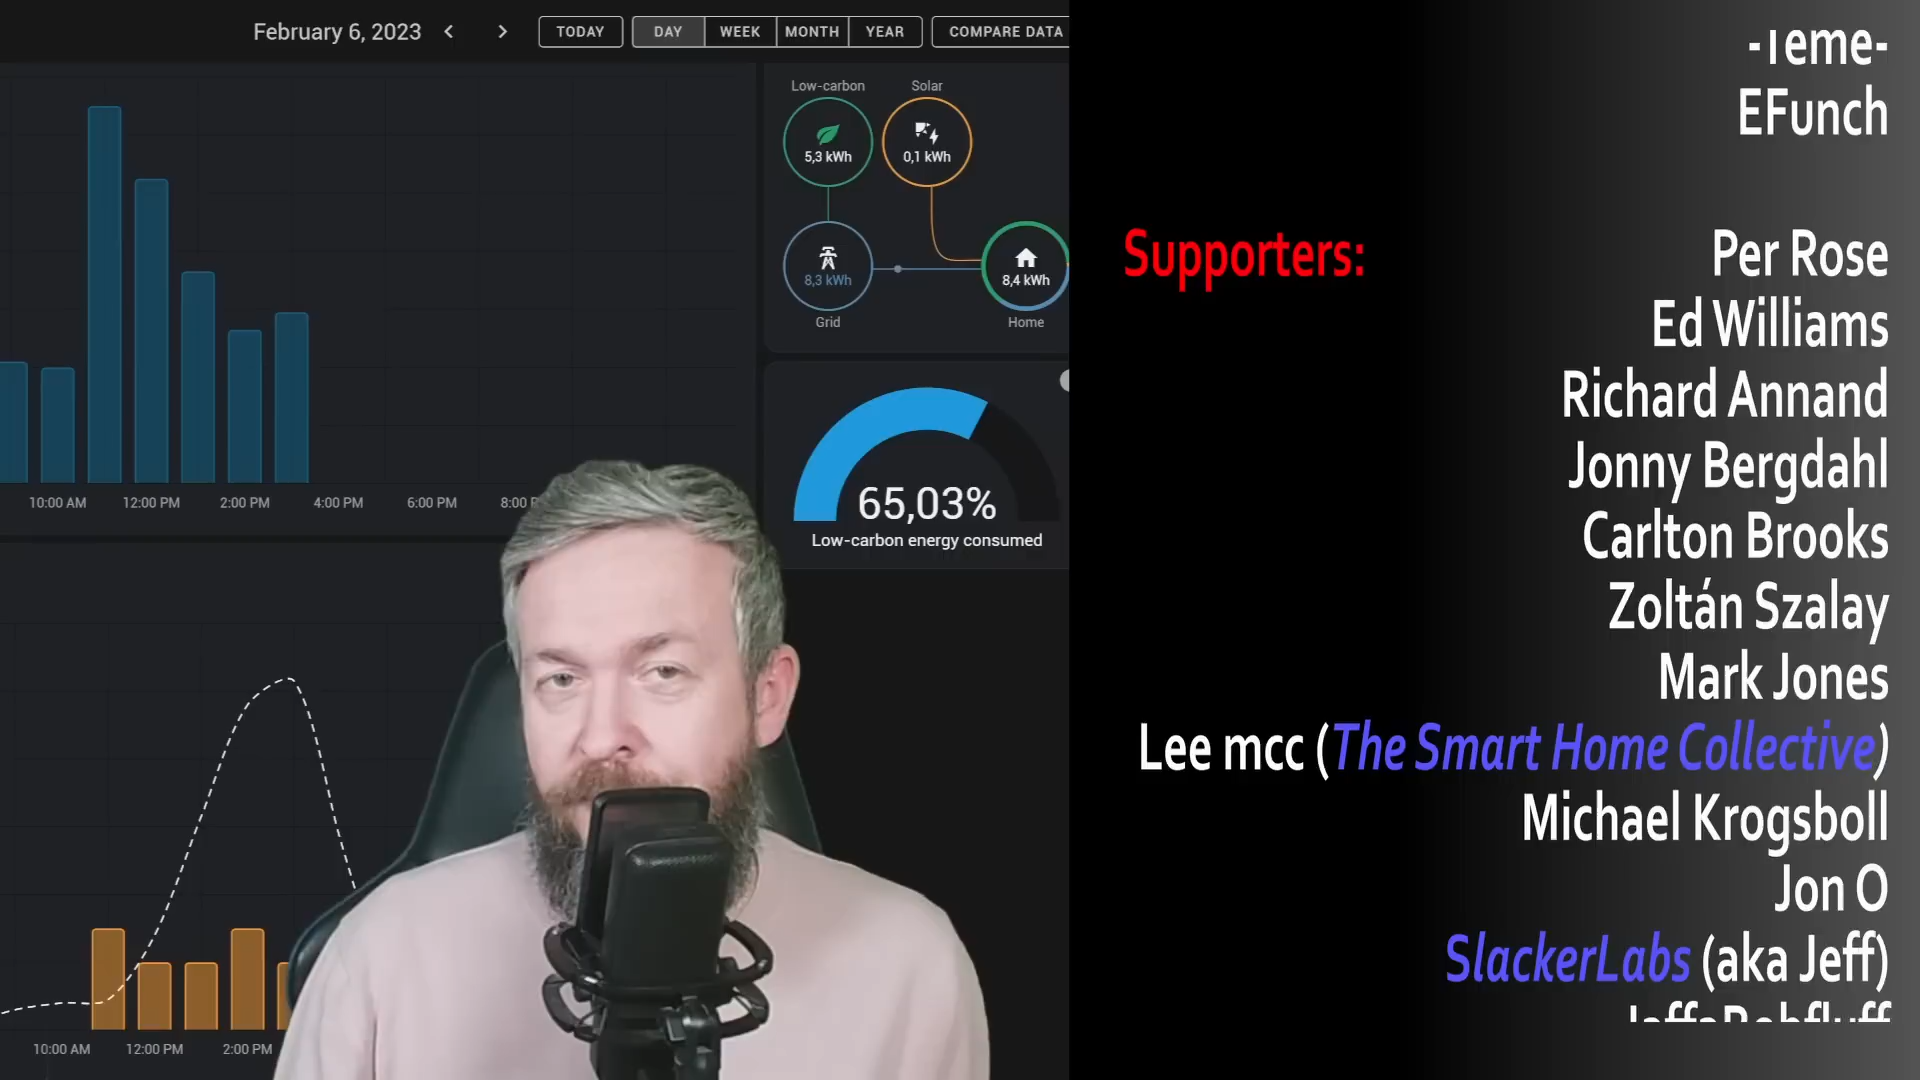 February 6, 2023
TODAY
DAY
WEEK
MONTH
YEAR
COMPARE DATA
Low-carbon
Solar
5,3 kWh
0,1 kWh
8,3 kWh
8,4 kWh
Grid
Home
65,03%
Low-carbon energy consumed
10:00 AM
12:00 PM
2:00 PM
4:00 PM
6:00 PM
8:00
10:00 AM
12:00 PM
2:00 PM
-Teme-
EFunch
Supporters:
Per Rose
Ed Williams
Richard Annand
Jonny Bergdahl
Carlton Brooks
Zoltán Szalay
Mark Jones
Lee mcc (The Smart Home Collective)
Michael Krogsboll
Jon O
SlackerLabs (aka Jeff)